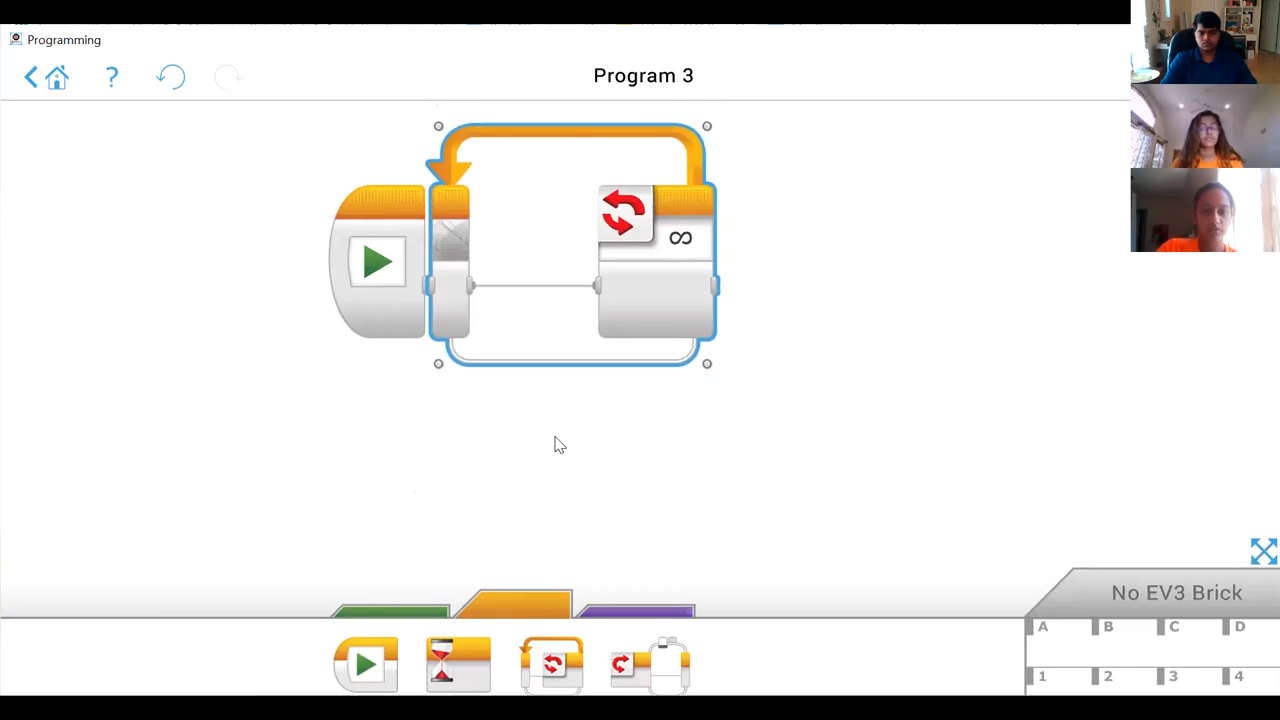 Programming
?
Program 3
∞
No EV3 Brick
A B C D
1 2 3 4